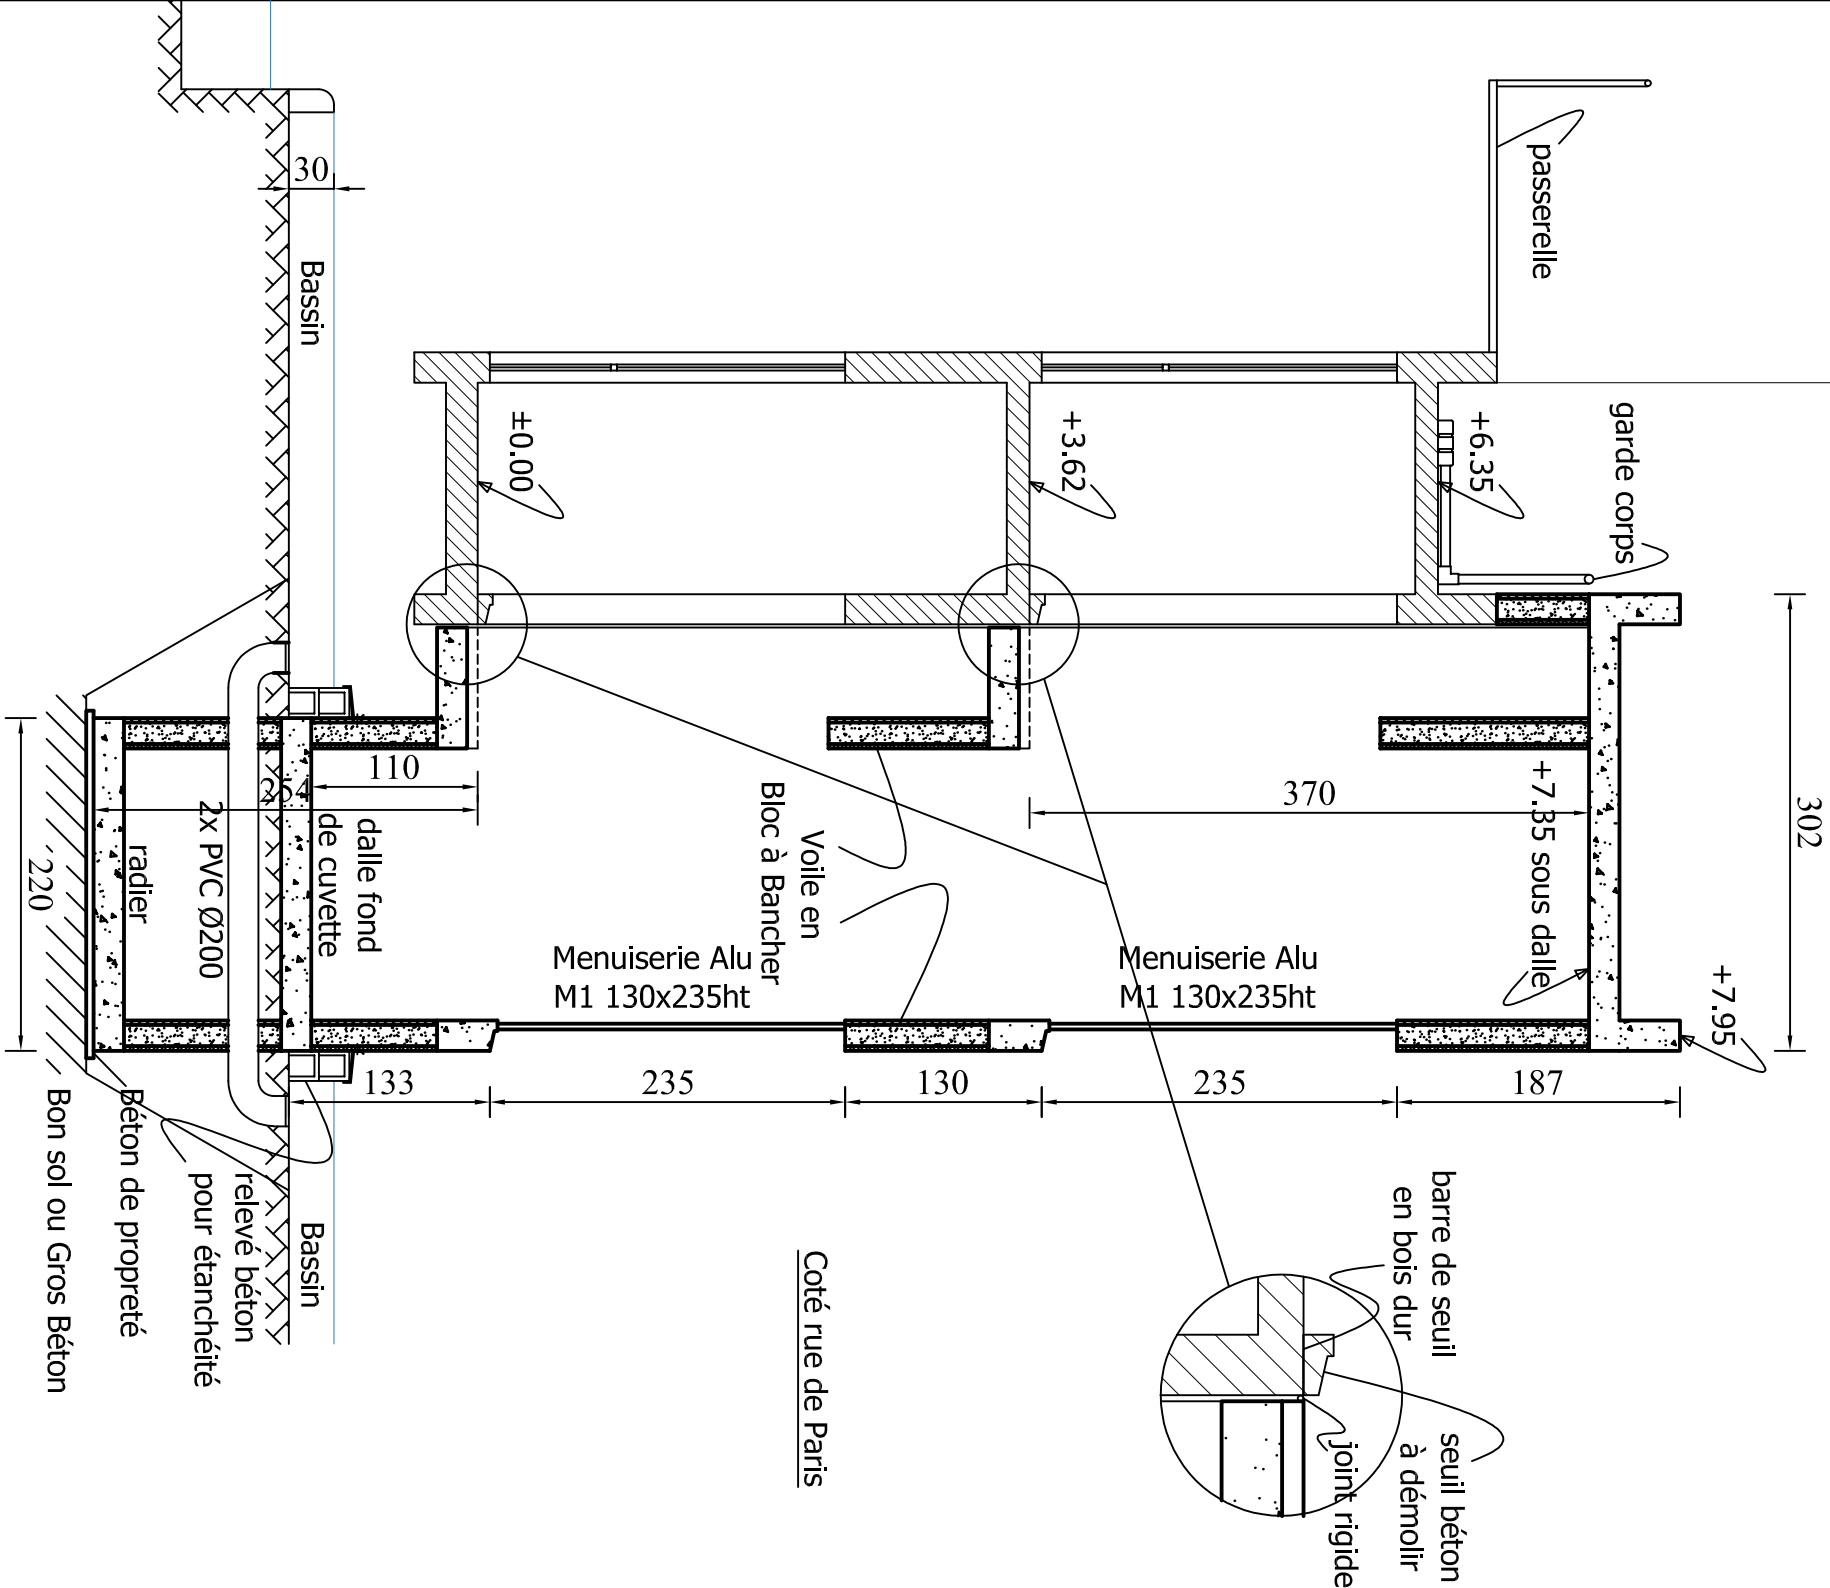 passerelle
garde corps
+6.35
+3.62
±0.00
30
Bassin
302
+7.95
+7.35 sous dalle
370
110
254
Voile en
Bloc à Bancher
dalle fond
de cuvette
2x PVC Ø200
radier
220
Menuiserie Alu
M1 130x235ht
Menuiserie Alu
M1 130x235ht
133
235
130
235
187
Bon sol ou Gros Béton
Béton de propreté
relevé béton
pour étanchéité
Bassin
Coté rue de Paris
barre de seuil
en bois dur
seuil béton
à démolir
joint rigide